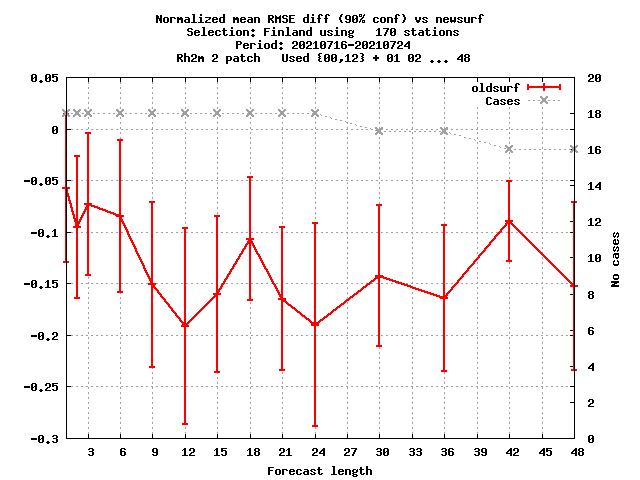 Normalized mean RMSE diff (90% conf) vs newsurf
Selection: Finland using   170 stations
Period: 20210716-20210724
Rh2m 2 patch   Used {00,12} + 01 02 ... 48
oldsurf
Cases
0.05
0
-0.05
-0.1
-0.15
-0.2
-0.25
-0.3
20
18
16
14
12
10
8
6
4
2
0
No cases
3 6 9 12 15 18 21 24 27 30 33 36 39 42 45 48
Forecast length